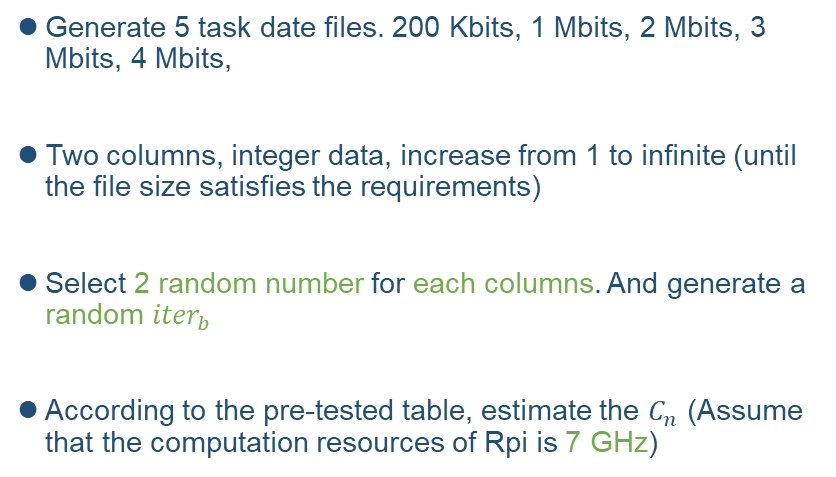 ● Generate 5 task date files. 200 Kbits, 1 Mbits, 2 Mbits, 3
Mbits, 4 Mbits,
● Two columns, integer data, increase from 1 to infinite (until
the file size satisfies the requirements)
● Select 2 random number for each columns. And generate a
random iter_b
● According to the pre-tested table, estimate the C_n (Assume
that the computation resources of Rpi is 7 GHz)